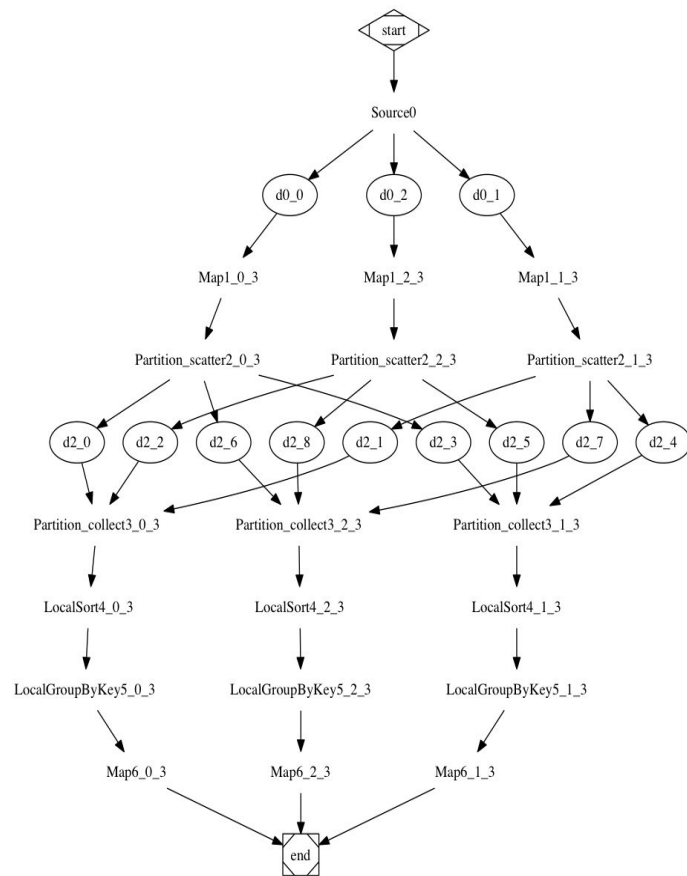 start
Source0
d0_0 d0_2 d0_1
Map1_0_3 Map1_2_3 Map1_1_3
Partition_scatter2_0_3 Partition_scatter2_2_3 Partition_scatter2_1_3
d2_0 d2_2 d2_6 d2_8 d2_1 d2_3 d2_5 d2_7 d2_4
Partition_collect3_0_3 Partition_collect3_2_3 Partition_collect3_1_3
LocalSort4_0_3 LocalSort4_2_3 LocalSort4_1_3
LocalGroupByKey5_0_3 LocalGroupByKey5_2_3 LocalGroupByKey5_1_3
Map6_0_3 Map6_2_3 Map6_1_3
end